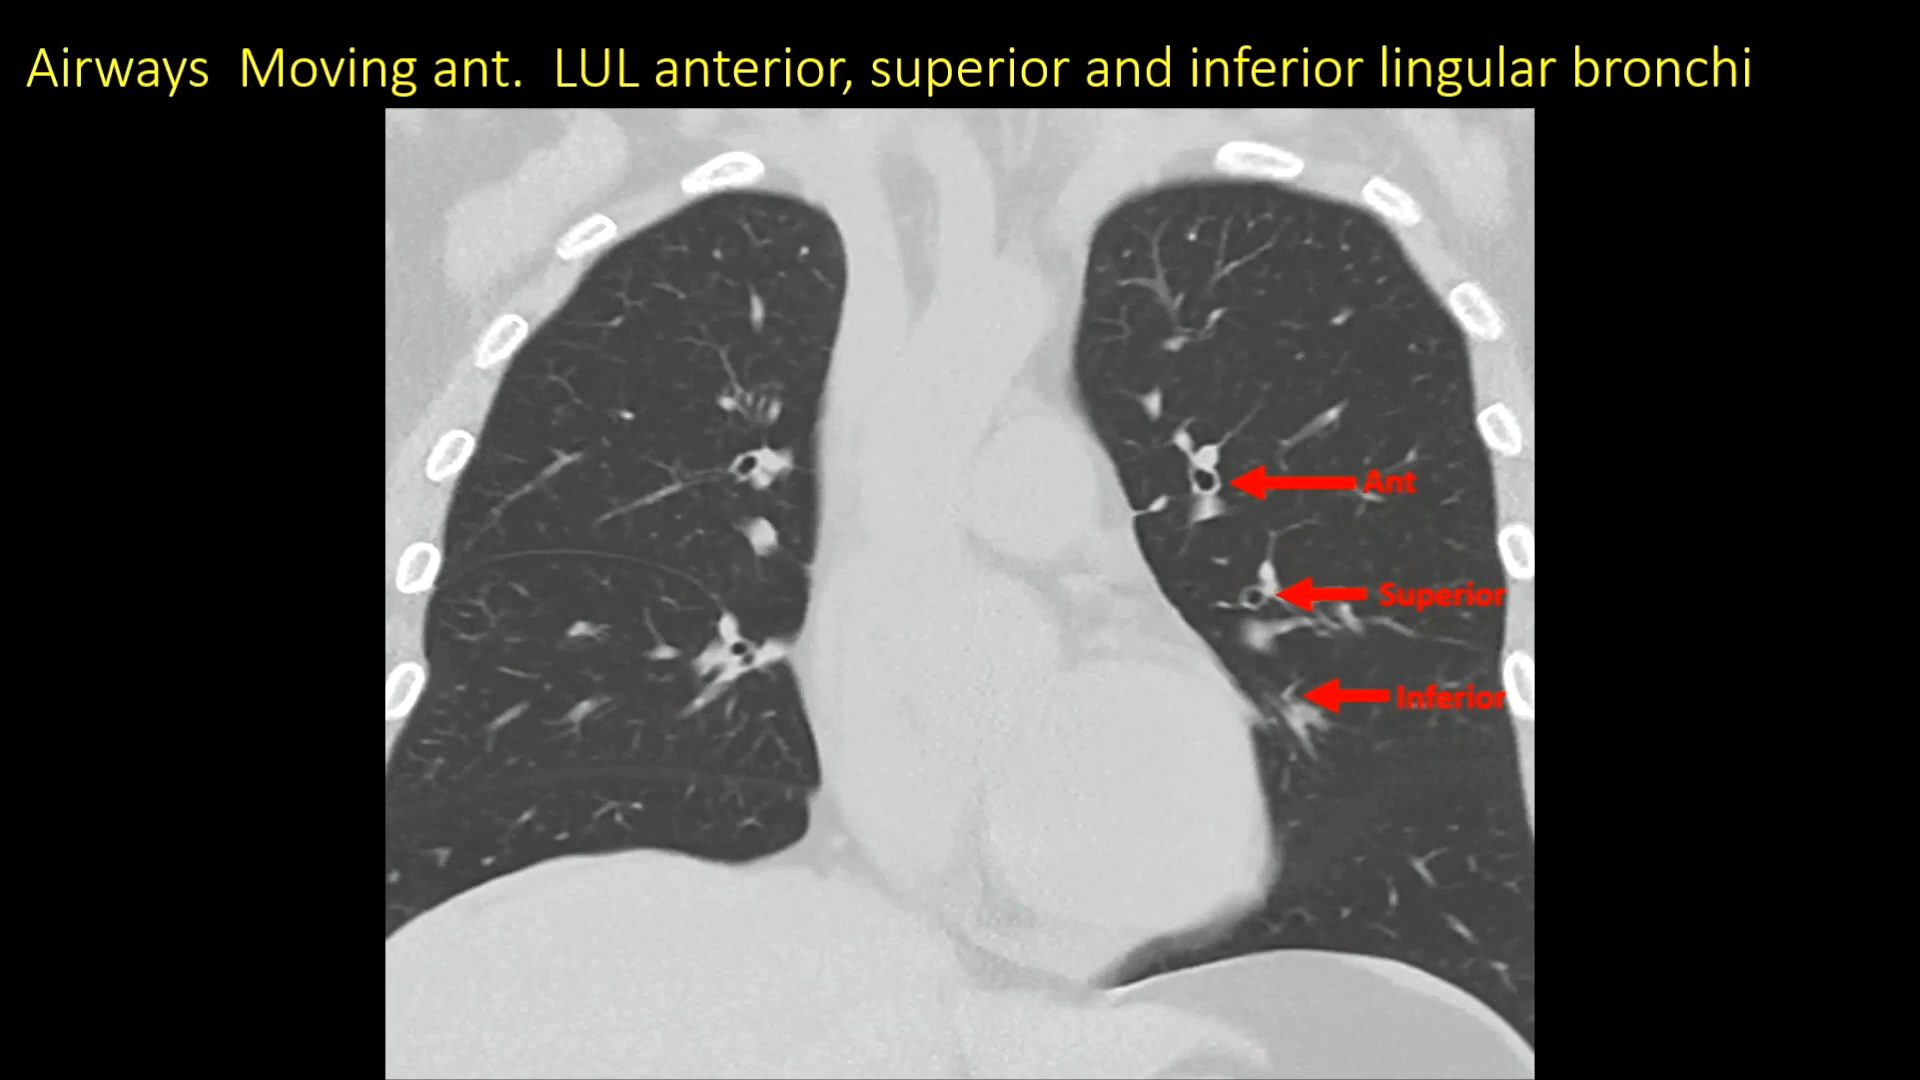 Airways  Moving ant.  LUL anterior, superior and inferior lingular bronchi
Ant
Superior
Inferior